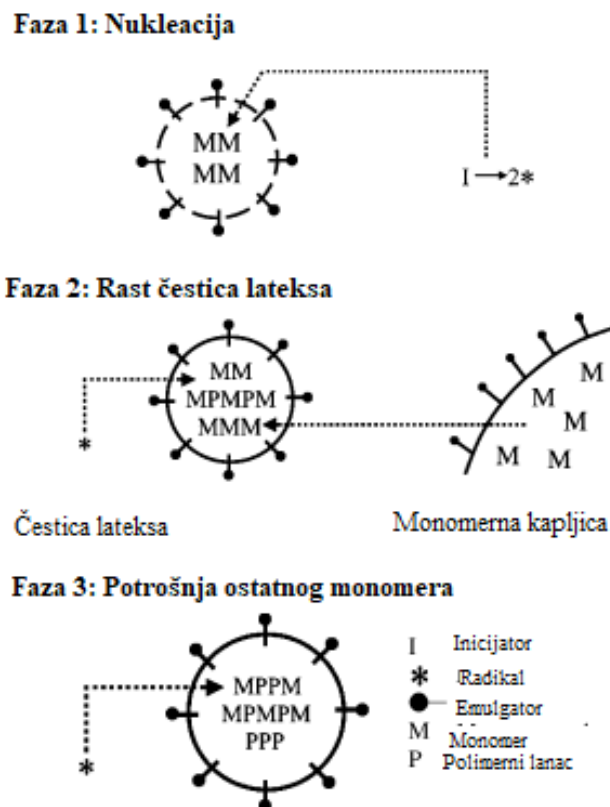 Faza 1: Nukleacija
MM
MM
I→2*
Faza 2: Rast čestica lateksa
MM
MPMPM
MMM
*
M
M
M
M M
Čestica lateksa
Monomerna kapljica
Faza 3: Potrošnja ostatnog monomera
MPPM
MPMPM
PPP
*
I Inicijator
* Radikal
Emulgator
M Monomer
P Polimerni lanac